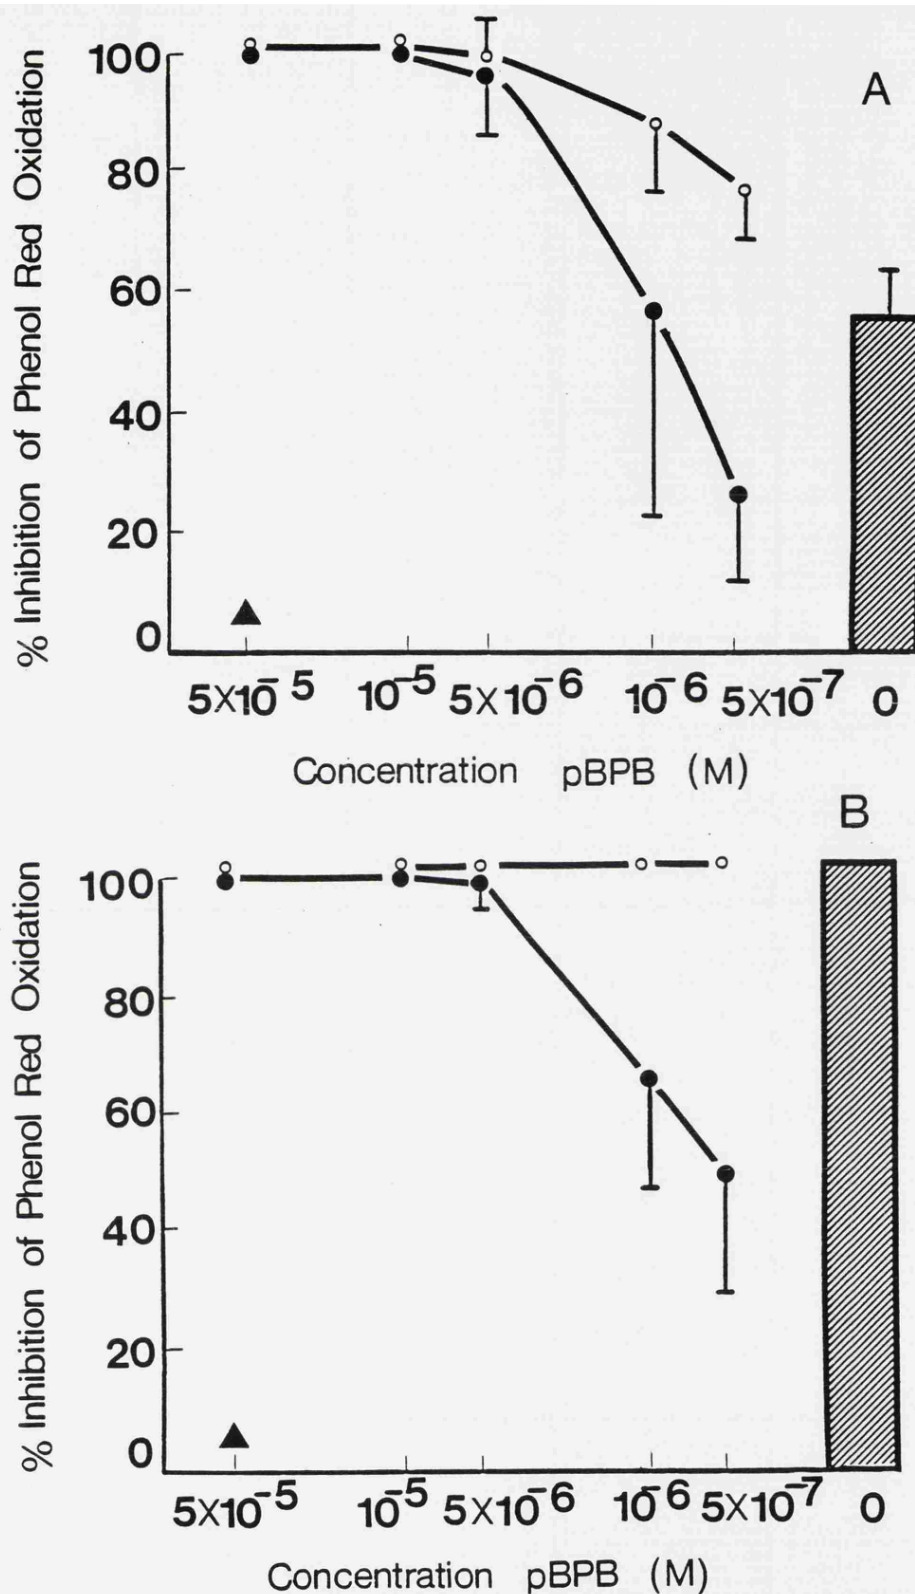 A
% Inhibition of Phenol Red Oxidation
100
80
60
40
20
0
5X10-5 10-5 5X10-6 10-6 5X10-7 0
Concentration pBPB (M)
B
% Inhibition of Phenol Red Oxidation
100
80
60
40
20
0
5X10-5 10-5 5X10-6 10-6 5X10-7 0
Concentration pBPB (M)